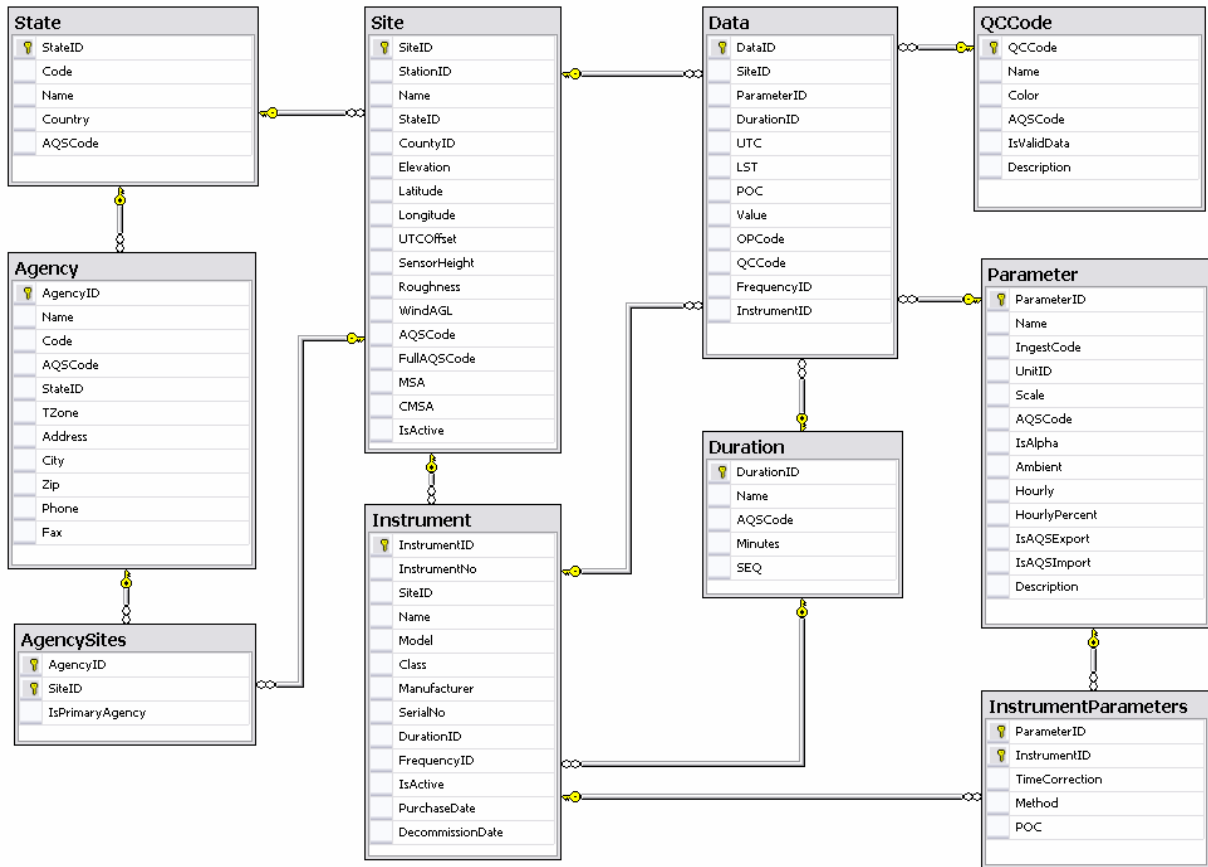 State
StateID
Code
Name
Country
AQSCode
Site
SiteID
StationID
Name
StateID
CountyID
Elevation
Latitude
Longitude
UTCOffset
SensorHeight
Roughness
WindAGL
AQSCode
FullAQSCode
MSA
CMSA
IsActive
Data
DataID
SiteID
ParameterID
DurationID
UTC
LST
POC
Value
OPCode
QCCode
FrequencyID
InstrumentID
QCCode
QCCode
Name
Color
AQSCode
IsValidData
Description
Agency
AgencyID
Name
Code
AQSCode
StateID
TZone
Address
City
Zip
Phone
Fax
Parameter
ParameterID
Name
IngestCode
UnitID
Scale
AQSCode
IsAlpha
Ambient
Hourly
HourlyPercent
IsAQSExport
IsAQSImport
Description
Duration
DurationID
Name
AQSCode
Minutes
SEQ
Instrument
InstrumentID
InstrumentNo
SiteID
Name
Model
Class
Manufacturer
SerialNo
DurationID
FrequencyID
IsActive
PurchaseDate
DecommissionDate
AgencySites
AgencyID
SiteID
IsPrimaryAgency
InstrumentParameters
ParameterID
InstrumentID
TimeCorrection
Method
POC